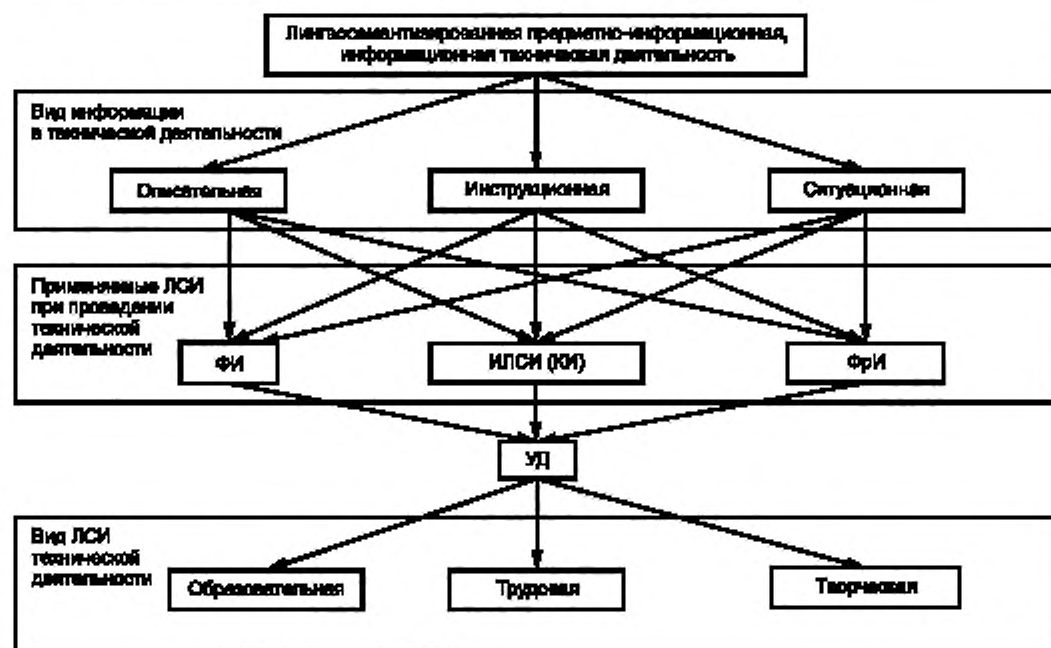 Лингвосемантизированная предметно-информационная,
информационная техническая деятельность
Вид информации
в технической деятельности
Описательная
Инструкционная
Ситуационная
Применяемые ЛСИ
при проведении
технической
деятельности
ФИ
ИЛСИ (КИ)
ФрИ
УД
Вид ЛСИ
технической
деятельности
Образовательная
Трудовая
Творческая